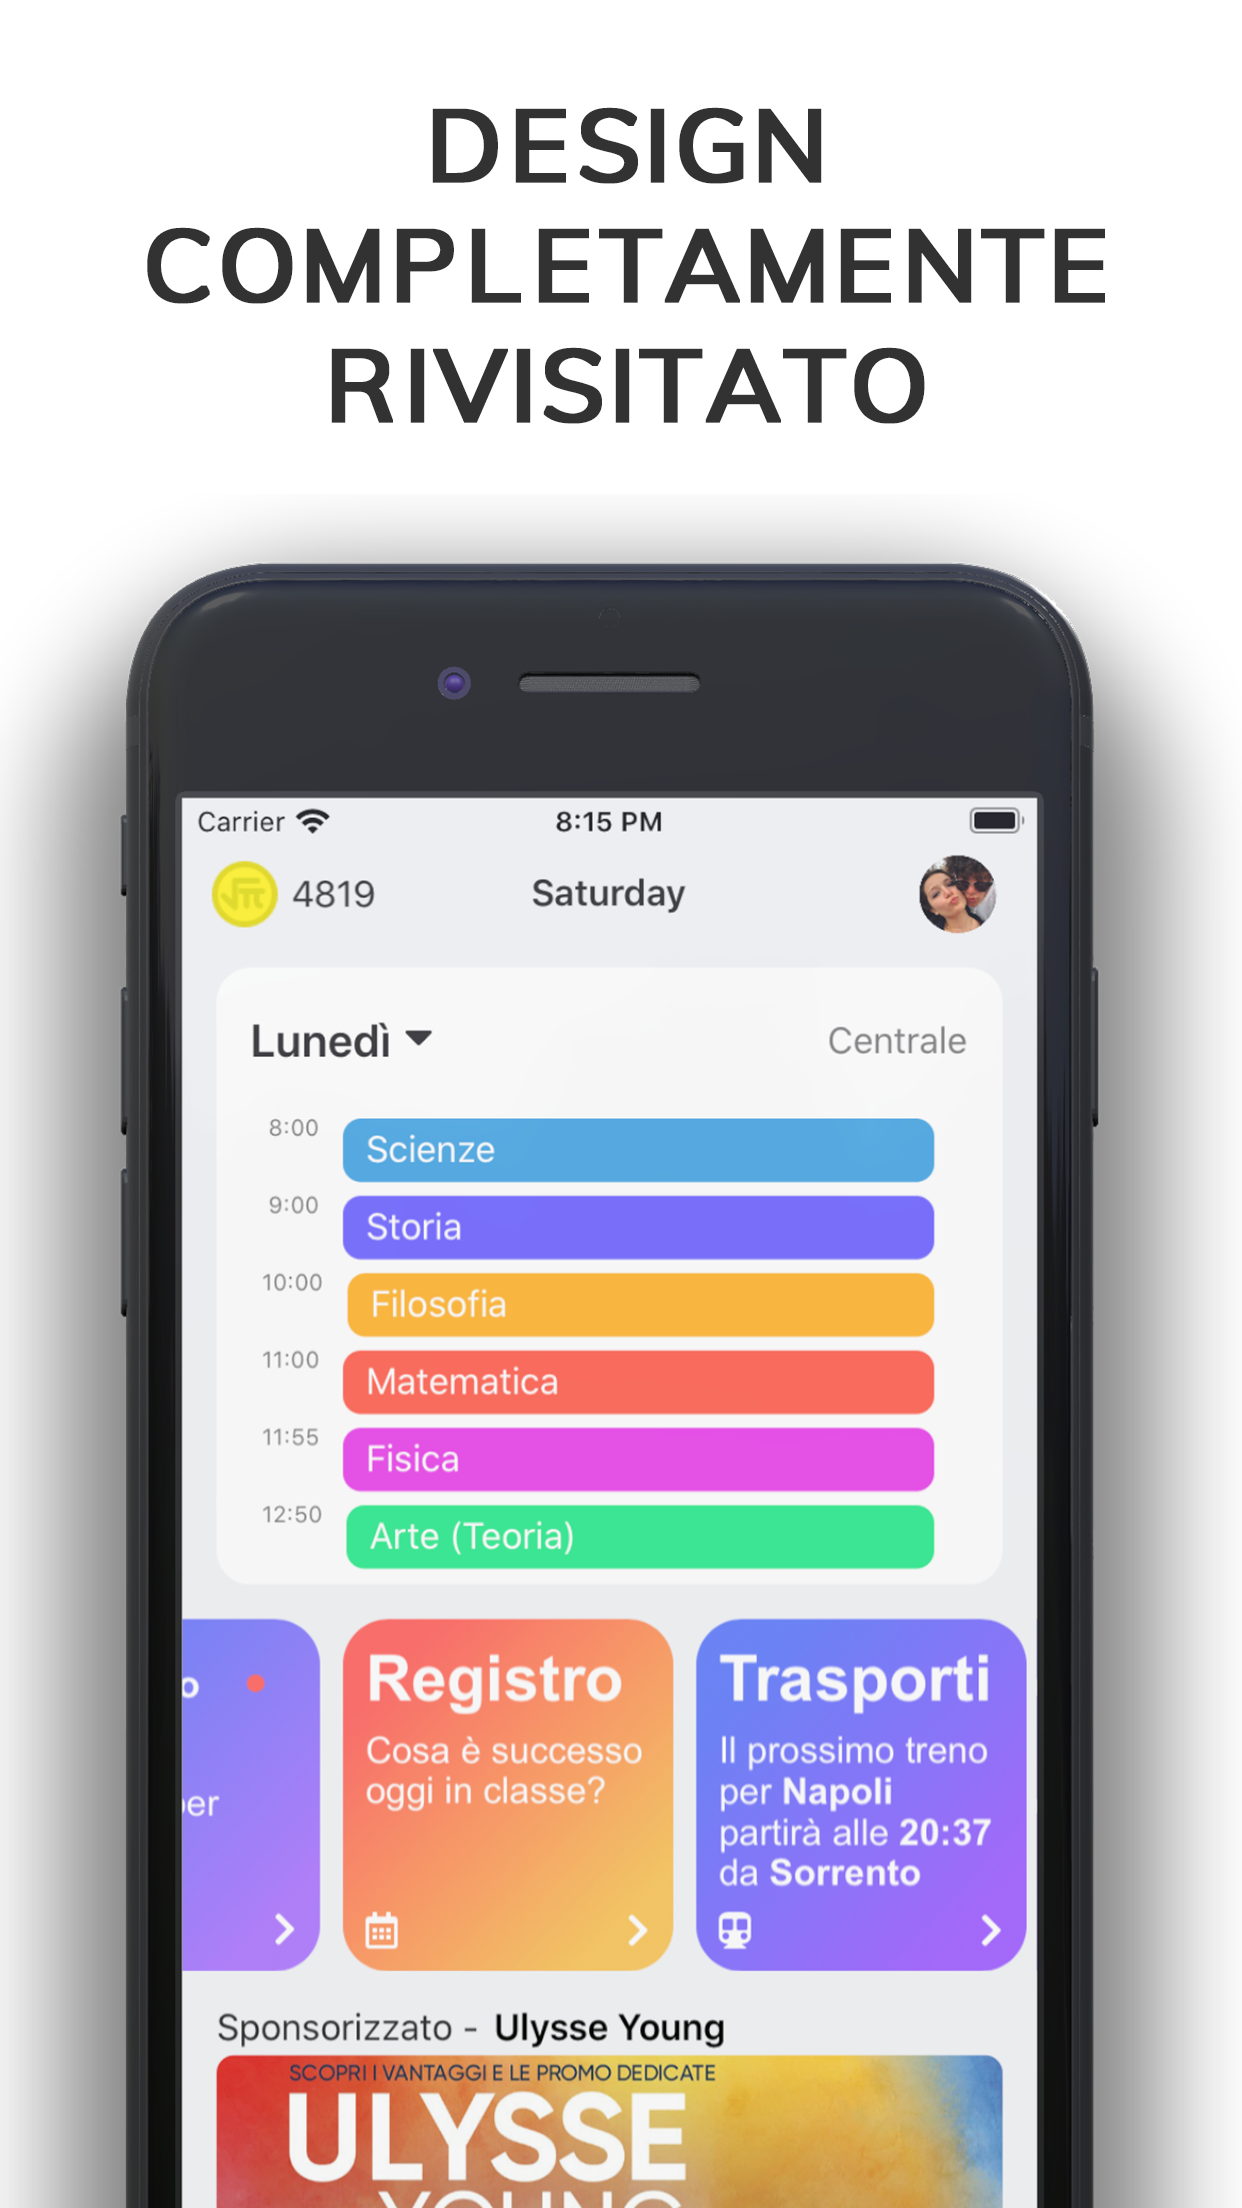 DESIGN
COMPLETAMENTE
RIVISITATO
Carrier 8:15 PM
4819 Saturday
Lunedì Centrale
8:00 Scienze
9:00 Storia
10:00 Filosofia
11:00 Matematica
11:55 Fisica
12:50 Arte (Teoria)
Registro
Cosa è successo
oggi in classe?
Trasporti
Il prossimo treno
per Napoli
partirà alle 20:37
da Sorrento
Sponsorizzato - Ulysse Young
SCOPRI I VANTAGGI E LE PROMO DEDICATE
ULYSSE
YOUNG